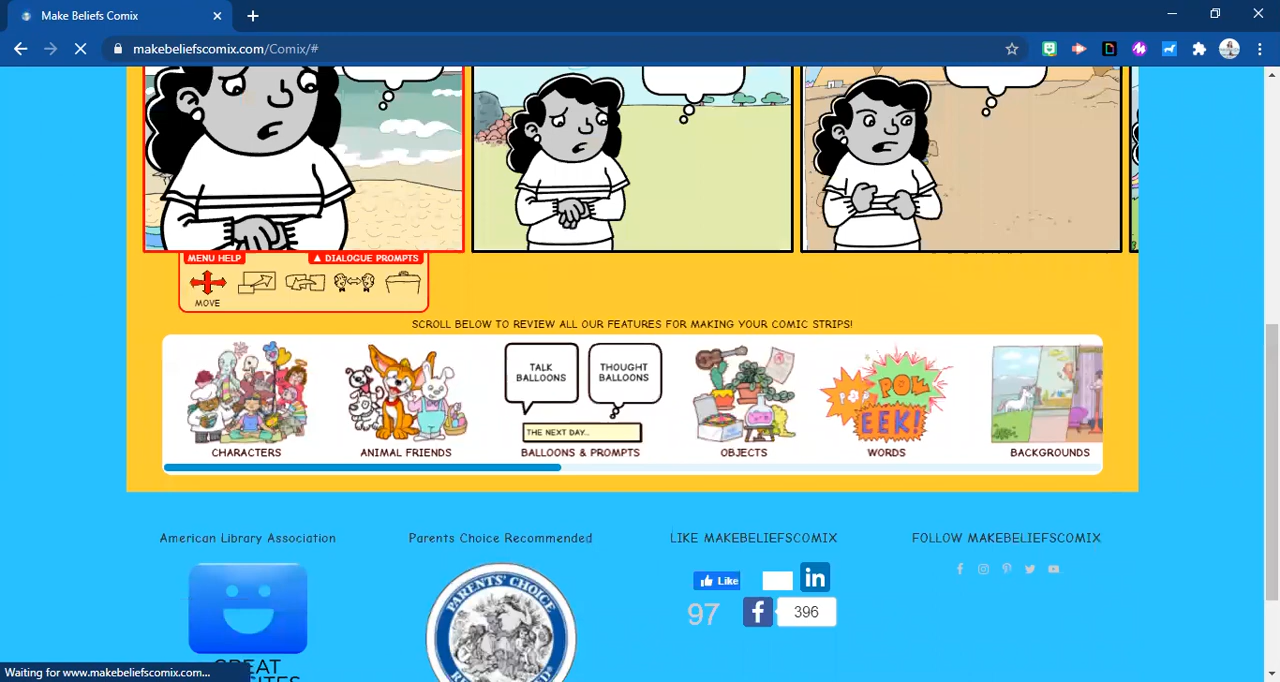 Make Beliefs Comix
makebeliefscomix.com/Comix/#
MENU HELP
▲ DIALOGUE PROMPTS
MOVE
SCROLL BELOW TO REVIEW ALL OUR FEATURES FOR MAKING YOUR COMIC STRIPS!
TALK
BALLOONS
THOUGHT
BALLOONS
THE NEXT DAY...
POW
EEK!
CHARACTERS
ANIMAL FRIENDS
BALLOONS & PROMPTS
OBJECTS
WORDS
BACKGROUNDS
American Library Association
Parents Choice Recommended
LIKE MAKEBELIEFSCOMIX
FOLLOW MAKEBELIEFSCOMIX
Like
in
97
f
396
PARENTS' CHOICE
GREAT
Waiting for www.makebeliefscomix.com...